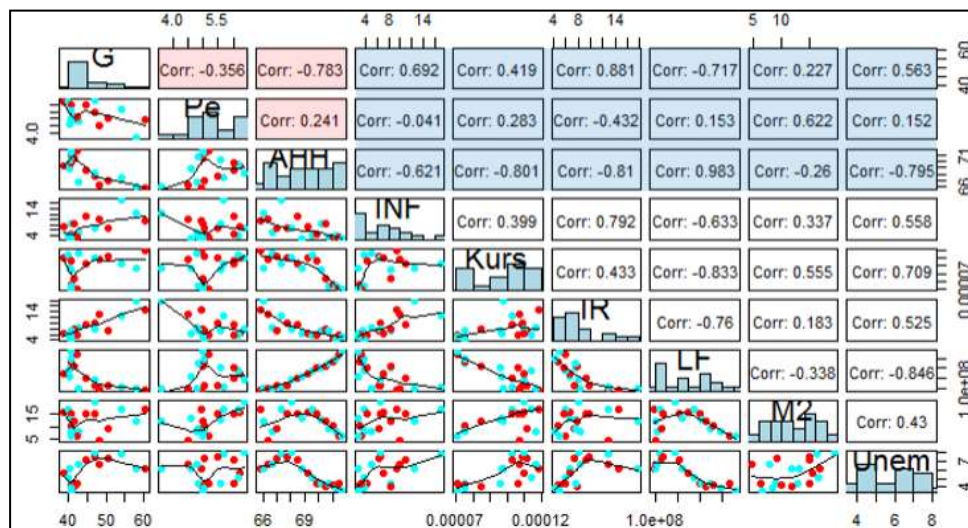 4.0 5.5 4 8 14 4 8 14 5 10
G Corr: -0.356 Corr: -0.783 Corr: 0.692 Corr: 0.419 Corr: 0.881 Corr: -0.717 Corr: 0.227 Corr: 0.563 40 60
4.0 Pe Corr: 0.241 Corr: -0.041 Corr: 0.283 Corr: -0.432 Corr: 0.153 Corr: 0.622 Corr: 0.152
AHH Corr: -0.621 Corr: -0.801 Corr: -0.81 Corr: 0.983 Corr: -0.26 Corr: -0.795 66 71
4 14 INF Corr: 0.399 Corr: 0.792 Corr: -0.633 Corr: 0.337 Corr: 0.558
Kurs Corr: 0.433 Corr: -0.833 Corr: 0.555 Corr: 0.709 0.00007
4 14 IR Corr: -0.76 Corr: 0.183 Corr: 0.525
LF Corr: -0.338 Corr: -0.846 1.0e+08
5 15 M2 Corr: 0.43
Unem 4 7
40 50 60 66 69 0.00007 0.00012 1.0e+08 4 6 8